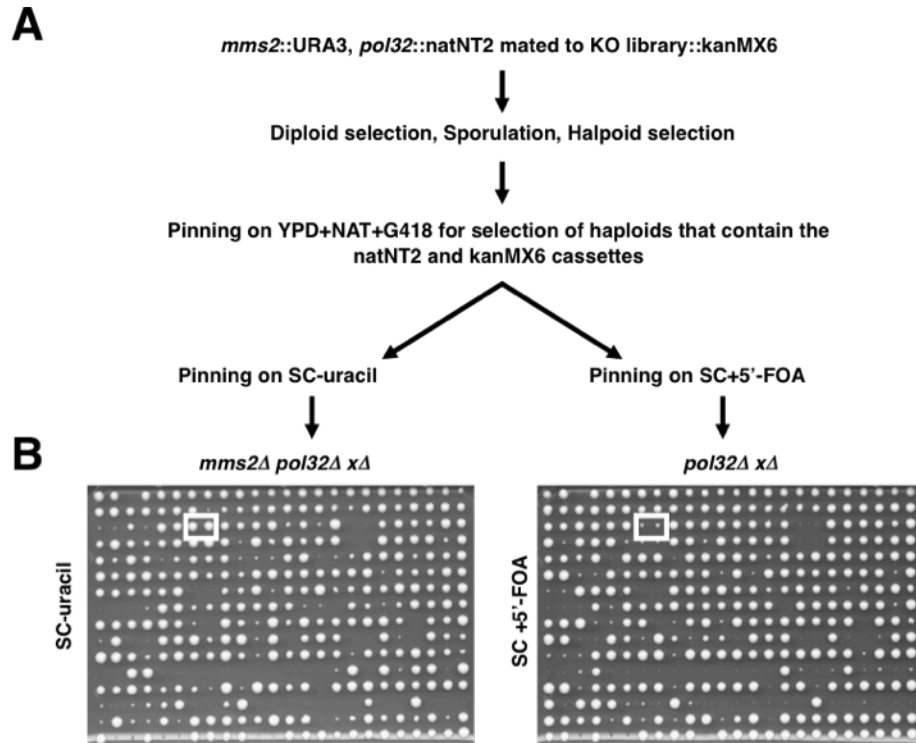 A
mms2::URA3, pol32::natNT2 mated to KO library::kanMX6
Diploid selection, Sporulation, Halpoid selection
Pinning on YPD+NAT+G418 for selection of haploids that contain the
natNT2 and kanMX6 cassettes
Pinning on SC-uracil
Pinning on SC+5'-FOA
B
mms2Δ pol32Δ xΔ
pol32Δ xΔ
SC-uracil
SC +5'-FOA